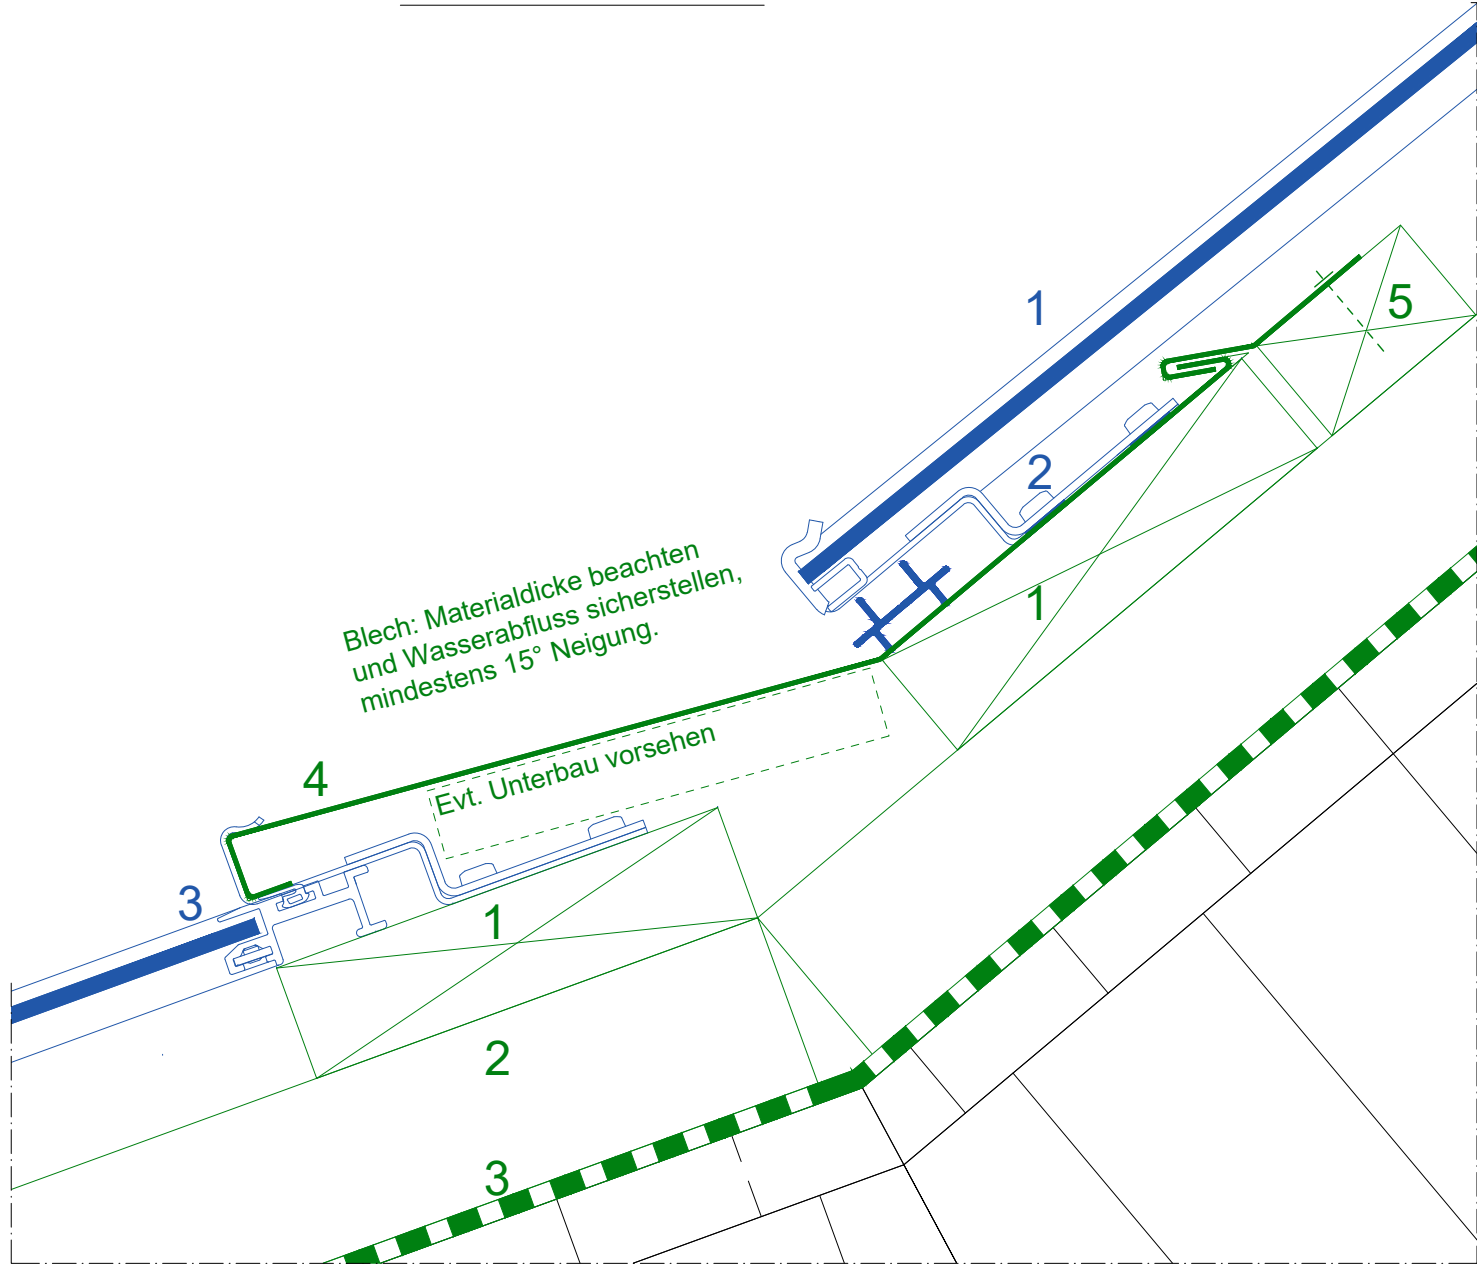 1
5
2
Blech: Materialdicke beachten
und Wasserabfluss sicherstellen,
mindestens 15° Neigung.
1
Evt. Unterbau vorsehen
4
3
1
2
3